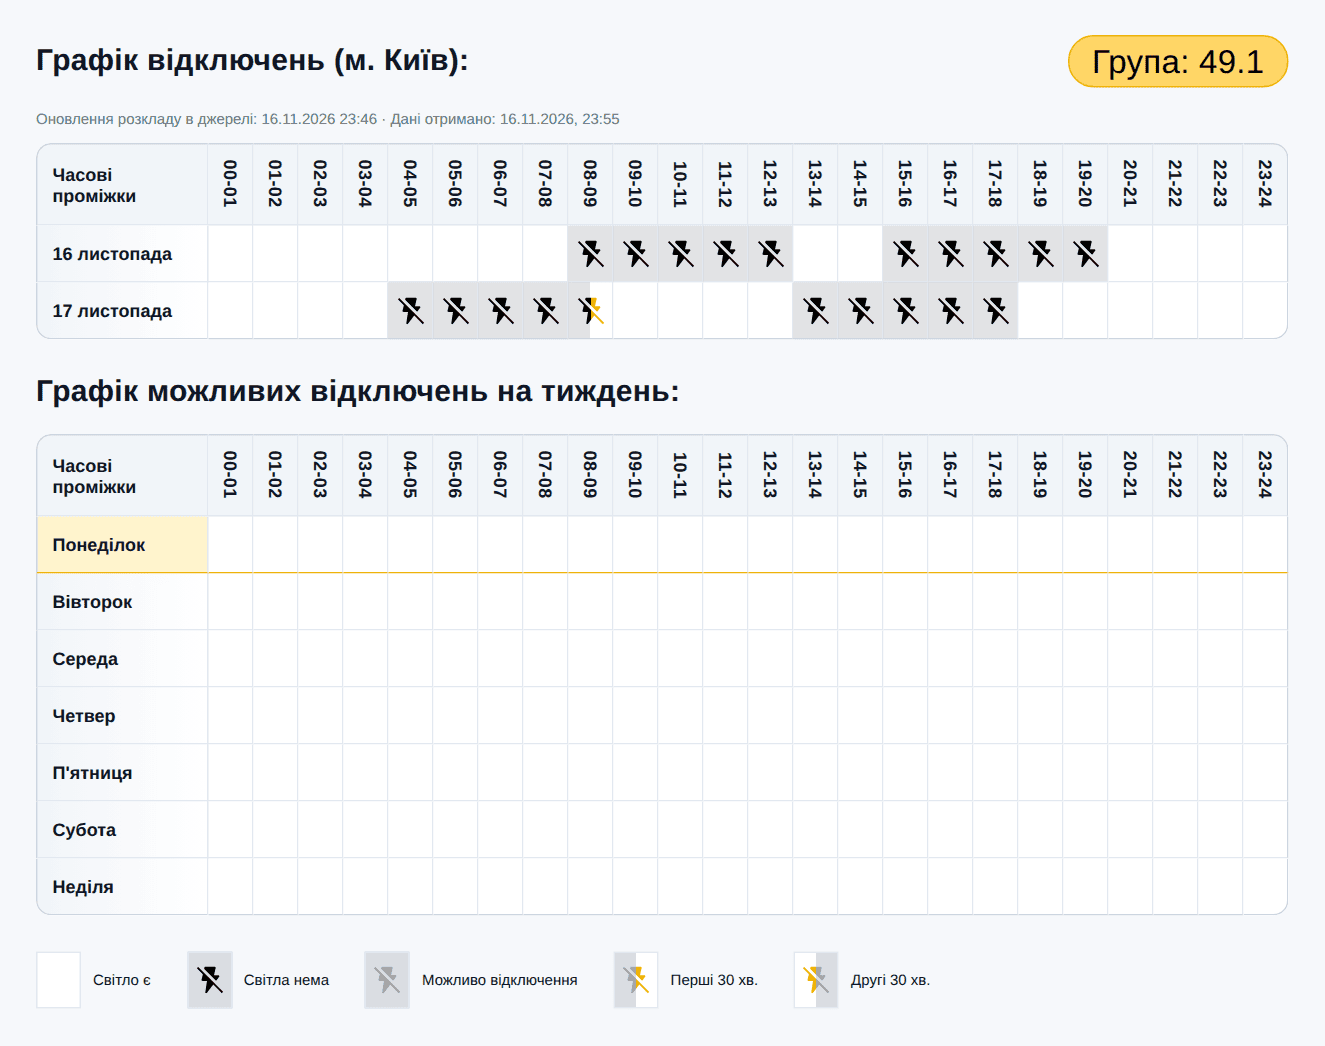 Графік відключень (м. Київ):
Група: 49.1
Оновлення розкладу в джерелі: 16.11.2026 23:46 · Дані отримано: 16.11.2026, 23:55
Часові
проміжки
00-01
01-02
02-03
03-04
04-05
05-06
06-07
07-08
08-09
09-10
10-11
11-12
12-13
13-14
14-15
15-16
16-17
17-18
18-19
19-20
20-21
21-22
22-23
23-24
16 листопада
17 листопада
Графік можливих відключень на тиждень:
Часові
проміжки
00-01
01-02
02-03
03-04
04-05
05-06
06-07
07-08
08-09
09-10
10-11
11-12
12-13
13-14
14-15
15-16
16-17
17-18
18-19
19-20
20-21
21-22
22-23
23-24
Понеділок
Вівторок
Середа
Четвер
П'ятниця
Субота
Неділя
Світло є
Світла нема
Можливо відключення
Перші 30 хв.
Другі 30 хв.